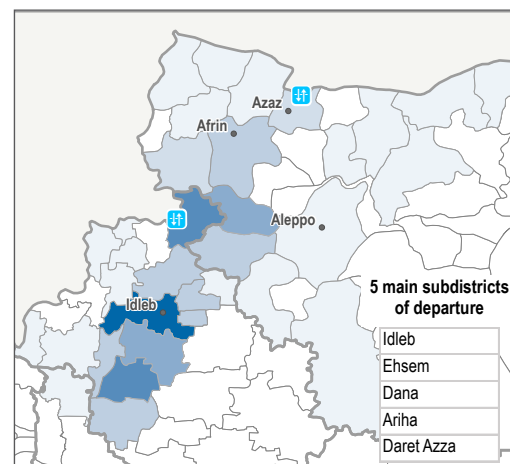 Azaz
Afrin
Aleppo
Idleb
5 main subdistricts
of departure
Idleb
Ehsem
Dana
Ariha
Daret Azza